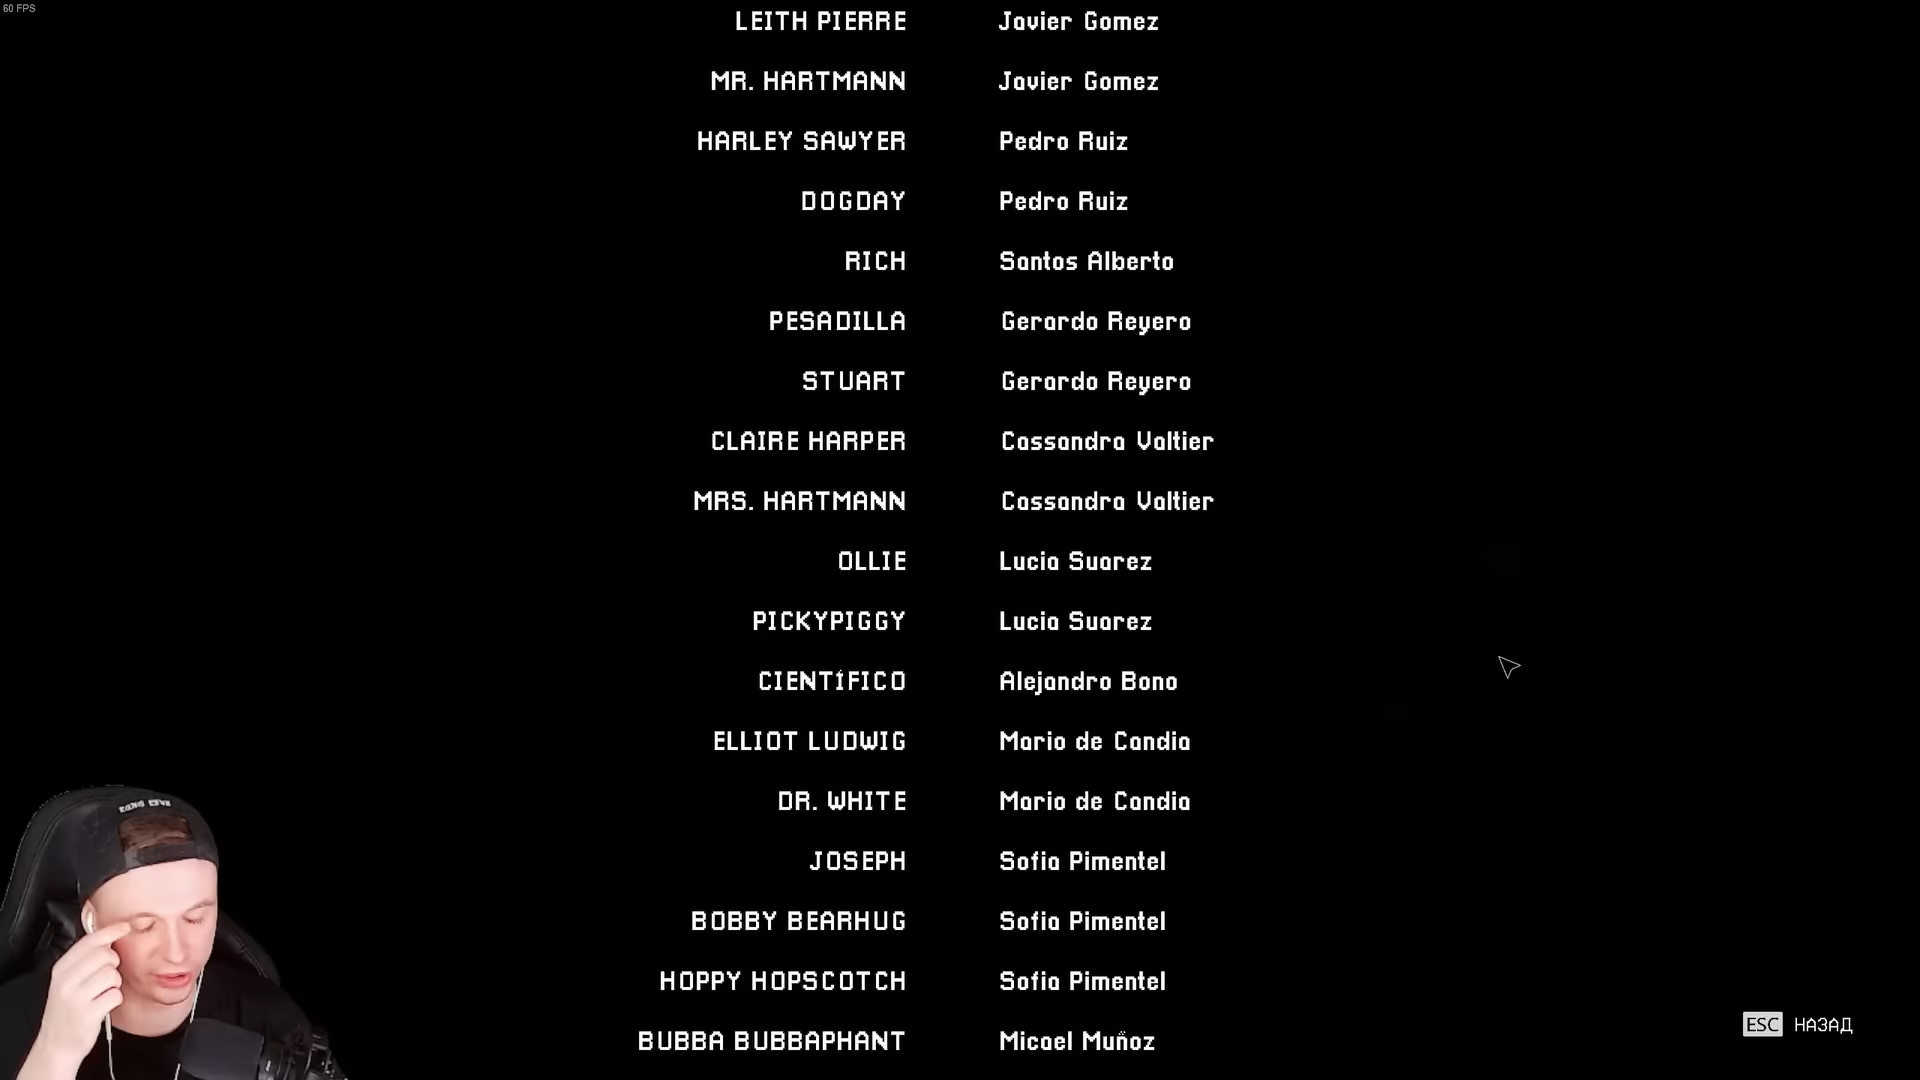 60 FPS
LEITH PIERRE Javier Gomez
MR. HARTMANN Javier Gomez
HARLEY SAWYER Pedro Ruiz
DOGDAY Pedro Ruiz
RICH Santos Alberto
PESADILLA Gerardo Reyero
STUART Gerardo Reyero
CLAIRE HARPER Cassandra Valtier
MRS. HARTMANN Cassandra Valtier
OLLIE Lucia Suarez
PICKYPIGGY Lucia Suarez
CIENTÍFICO Alejandro Bono
ELLIOT LUDWIG Mario de Candia
DR. WHITE Mario de Candia
JOSEPH Sofia Pimentel
BOBBY BEARHUG Sofia Pimentel
HOPPY HOPSCOTCH Sofia Pimentel
ESC НАЗАД
BUBBA BUBBAPHANT Micael Muñoz